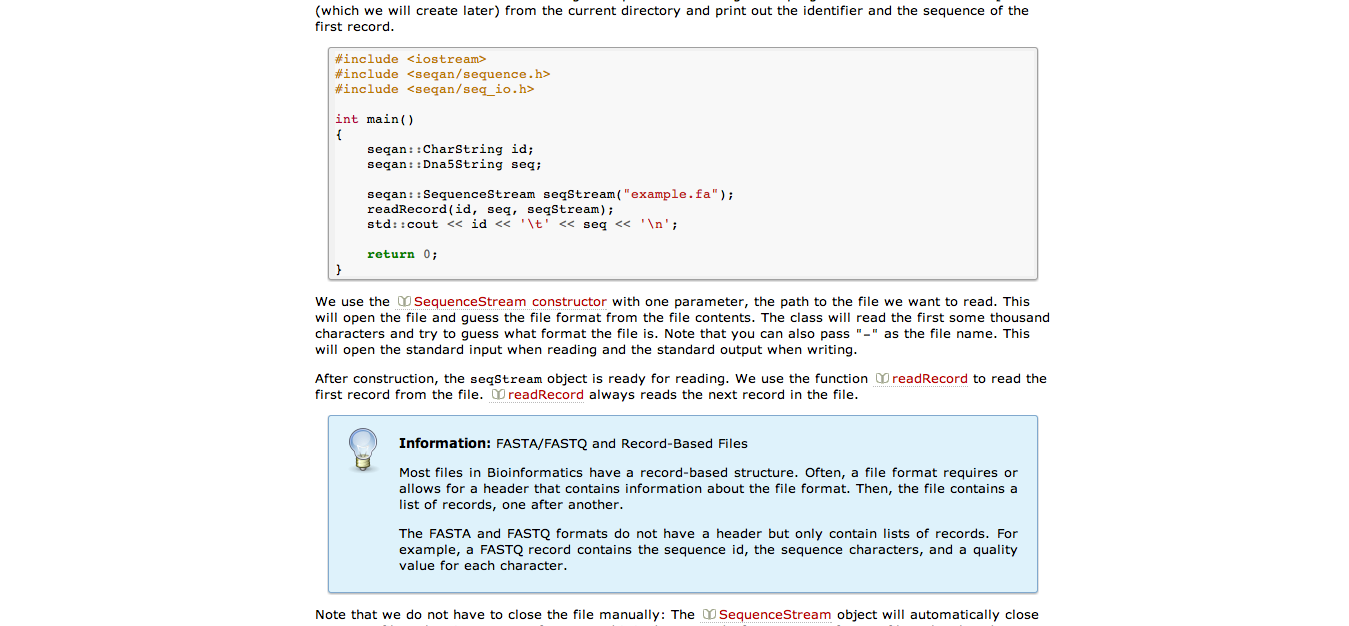 (which we will create later) from the current directory and print out the identifier and the sequence of the
first record.
#include <iostream>
#include <seqan/sequence.h>
#include <seqan/seq_io.h>
int main()
{
    seqan::CharString id;
    seqan::Dna5String seq;
    seqan::SequenceStream seqStream("example.fa");
    readRecord(id, seq, seqStream);
    std::cout << id << '\t' << seq << '\n';
    return 0;
}
We use the SequenceStream constructor with one parameter, the path to the file we want to read. This
will open the file and guess the file format from the file contents. The class will read the first some thousand
characters and try to guess what format the file is. Note that you can also pass "-" as the file name. This
will open the standard input when reading and the standard output when writing.
After construction, the seqStream object is ready for reading. We use the function readRecord to read the
first record from the file. readRecord always reads the next record in the file.
Information: FASTA/FASTQ and Record-Based Files
Most files in Bioinformatics have a record-based structure. Often, a file format requires or
allows for a header that contains information about the file format. Then, the file contains a
list of records, one after another.
The FASTA and FASTQ formats do not have a header but only contain lists of records. For
example, a FASTQ record contains the sequence id, the sequence characters, and a quality
value for each character.
Note that we do not have to close the file manually: The SequenceStream object will automatically close